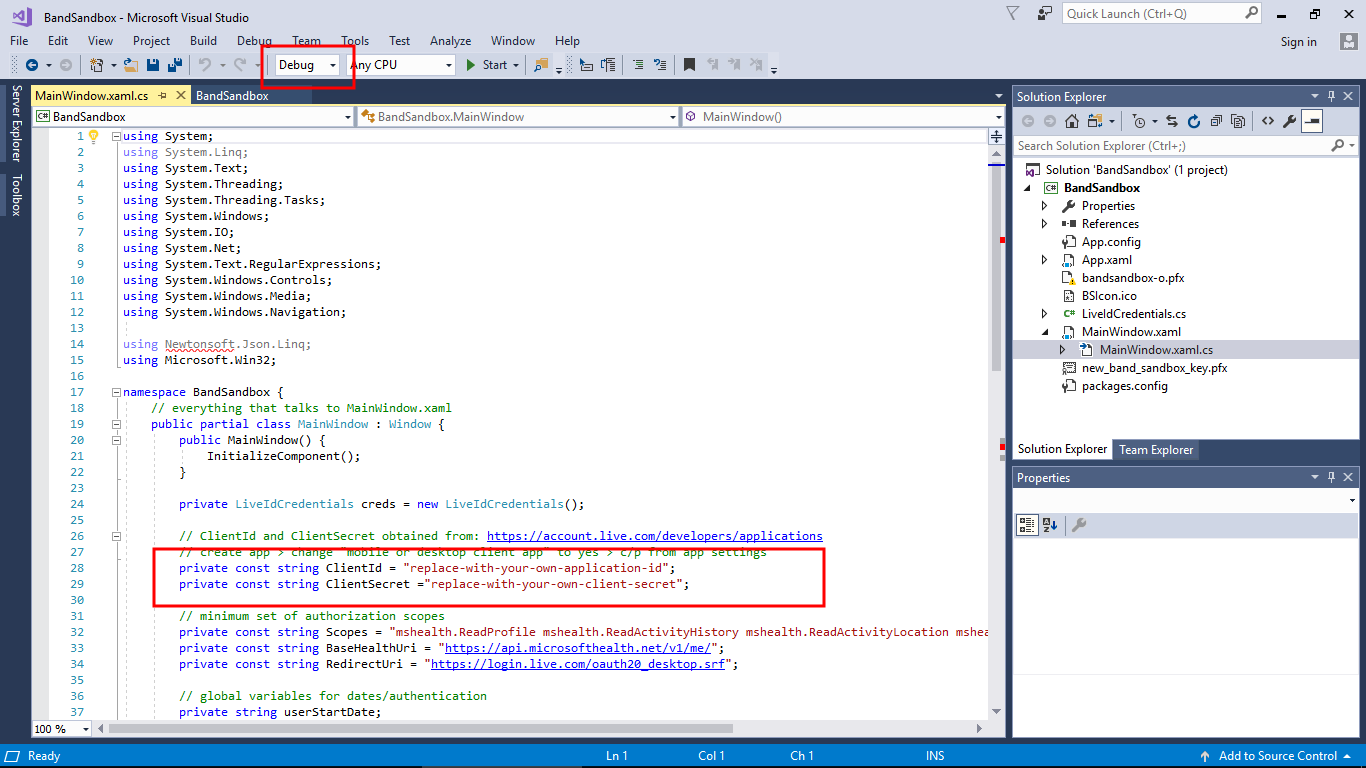 BandSandbox - Microsoft Visual Studio
Quick Launch (Ctrl+Q)
File Edit View Project Build Debug Team Tools Test Analyze Window Help
Sign in
Debug Any CPU Start
Server Explorer
Toolbox
MainWindow.xaml.cs BandSandbox
BandSandbox BandSandbox.MainWindow MainWindow()
1 using System;
2 using System.Linq;
3 using System.Text;
4 using System.Threading;
5 using System.Threading.Tasks;
6 using System.Windows;
7 using System.IO;
8 using System.Net;
9 using System.Text.RegularExpressions;
10 using System.Windows.Controls;
11 using System.Windows.Media;
12 using System.Windows.Navigation;
13
14 using Newtonsoft.Json.Linq;
15 using Microsoft.Win32;
16
17 namespace BandSandbox {
18 // everything that talks to MainWindow.xaml
19 public partial class MainWindow : Window {
20 public MainWindow() {
21 InitializeComponent();
22 }
23
24 private LiveIdCredentials creds = new LiveIdCredentials();
25
26 // ClientId and ClientSecret obtained from: https://account.live.com/developers/applications
27 // create app > change "mobile or desktop client app" to yes > c/p from app settings
28 private const string ClientId = "replace-with-your-own-application-id";
29 private const string ClientSecret ="replace-with-your-own-client-secret";
30
31 // minimum set of authorization scopes
32 private const string Scopes = "mshealth.ReadProfile mshealth.ReadActivityHistory mshealth.ReadActivityLocation mshea
33 private const string BaseHealthUri = "https://api.microsofthealth.net/v1/me/";
34 private const string RedirectUri = "https://login.live.com/oauth20_desktop.srf";
35
36 // global variables for dates/authentication
37 private string userStartDate;
100 %
Solution Explorer
Search Solution Explorer (Ctrl+;)
Solution 'BandSandbox' (1 project)
C# BandSandbox
Properties
References
App.config
App.xaml
bandsandbox-o.pfx
BSIcon.ico
C# LiveIdCredentials.cs
MainWindow.xaml
MainWindow.xaml.cs
new_band_sandbox_key.pfx
packages.config
Solution Explorer Team Explorer
Properties
Ready Ln 1 Col 1 Ch 1 INS Add to Source Control